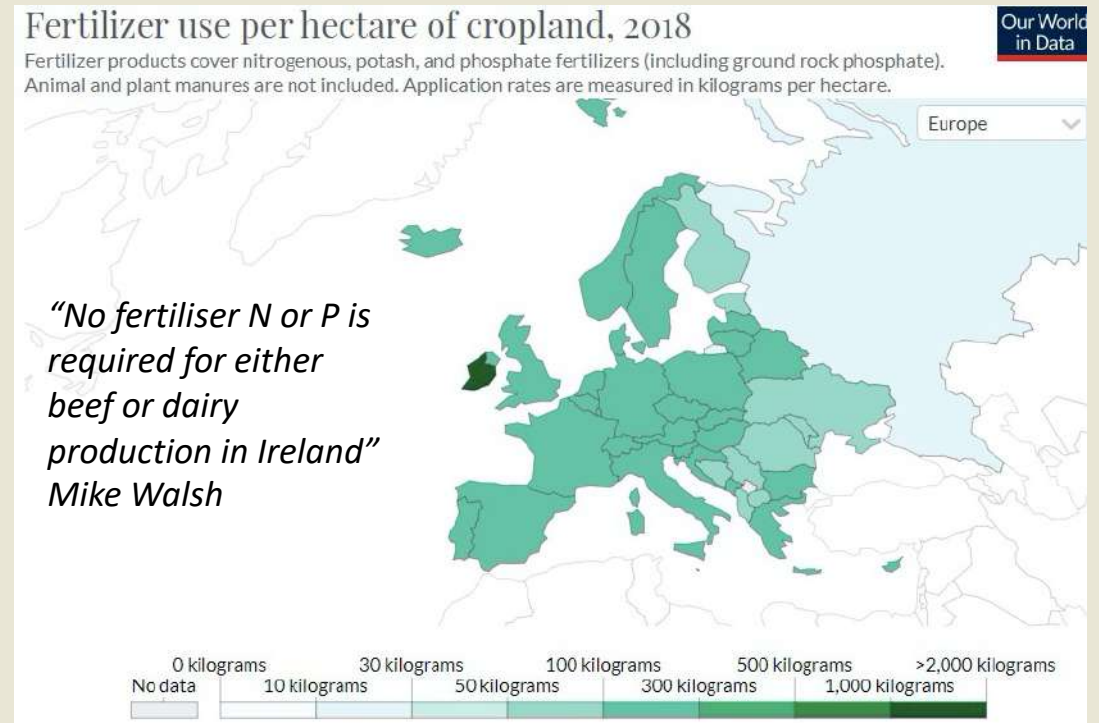 Fertilizer use per hectare of cropland, 2018
Our World
in Data
Fertilizer products cover nitrogenous, potash, and phosphate fertilizers (including ground rock phosphate).
Animal and plant manures are not included. Application rates are measured in kilograms per hectare.
Europe
“No fertiliser N or P is
required for either
beef or dairy
production in Ireland”
Mike Walsh
0 kilograms 30 kilograms 100 kilograms 500 kilograms >2,000 kilograms
No data 10 kilograms 50 kilograms 300 kilograms 1,000 kilograms